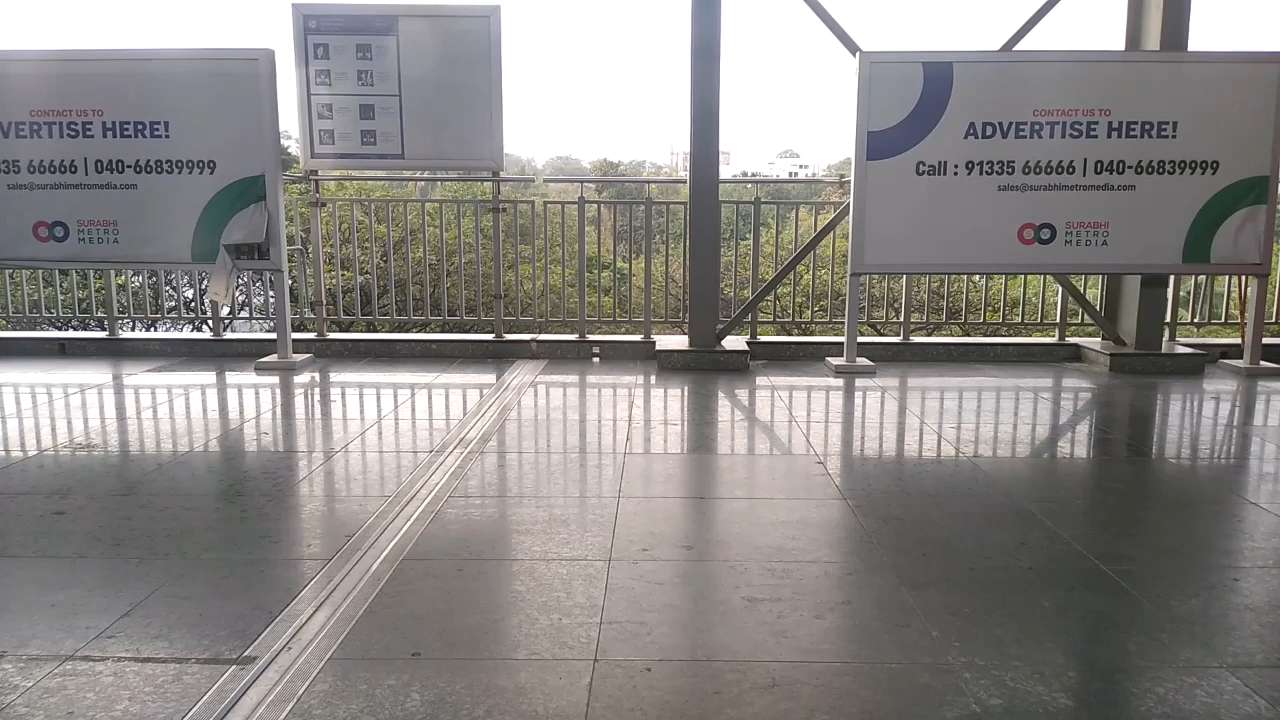 CONTACT US TO
VERTISE HERE!
335 66666 | 040-66839999
sales@surabhimetromedia.com
SURABHI
METRO
MEDIA
CONTACT US TO
ADVERTISE HERE!
Call : 91335 66666 | 040-66839999
sales@surabhimetromedia.com
SURABHI
METRO
MEDIA